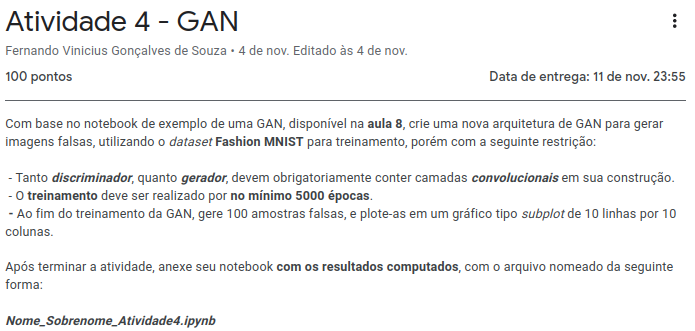 Atividade 4 - GAN
Fernando Vinicius Gonçalves de Souza • 4 de nov. Editado às 4 de nov.
100 pontos
Data de entrega: 11 de nov. 23:55
Com base no notebook de exemplo de uma GAN, disponível na aula 8, crie uma nova arquitetura de GAN para gerar
imagens falsas, utilizando o dataset Fashion MNIST para treinamento, porém com a seguinte restrição:
- Tanto discriminador, quanto gerador, devem obrigatoriamente conter camadas convolucionais em sua construção.
- O treinamento deve ser realizado por no mínimo 5000 épocas.
- Ao fim do treinamento da GAN, gere 100 amostras falsas, e plote-as em um gráfico tipo subplot de 10 linhas por 10
colunas.
Após terminar a atividade, anexe seu notebook com os resultados computados, com o arquivo nomeado da seguinte
forma:
Nome_Sobrenome_Atividade4.ipynb